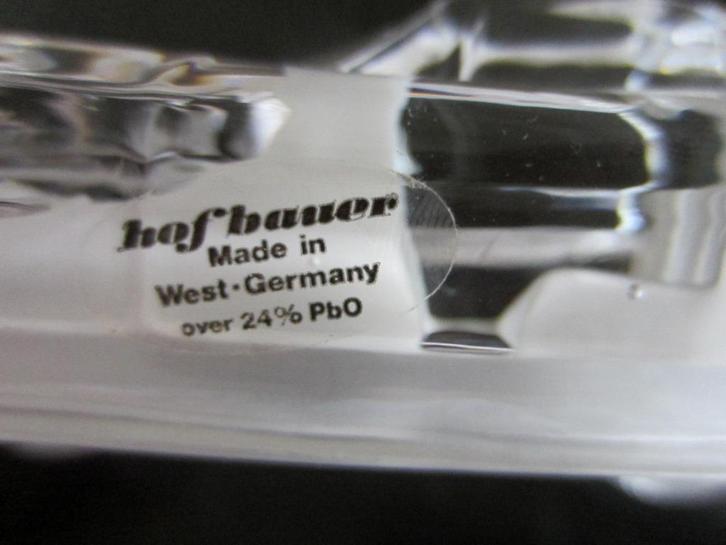 hofbauer
Made in
West·Germany
over 24% PbO